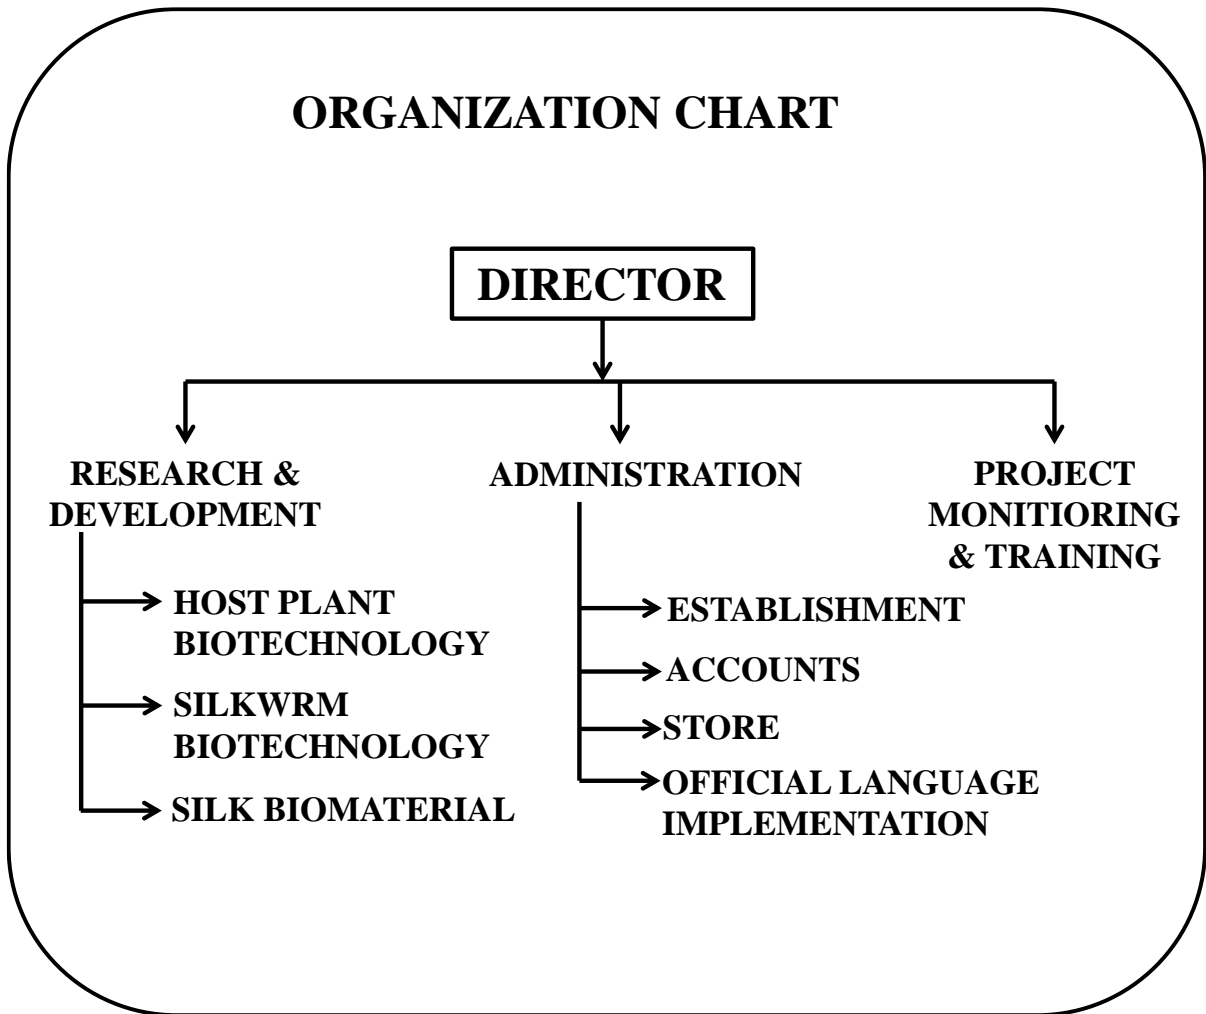 ORGANIZATION CHART
DIRECTOR
RESEARCH &
DEVELOPMENT
HOST PLANT
BIOTECHNOLOGY
SILKWRM
BIOTECHNOLOGY
SILK BIOMATERIAL
ADMINISTRATION
ESTABLISHMENT
ACCOUNTS
STORE
OFFICIAL LANGUAGE
IMPLEMENTATION
PROJECT
MONITIORING
& TRAINING